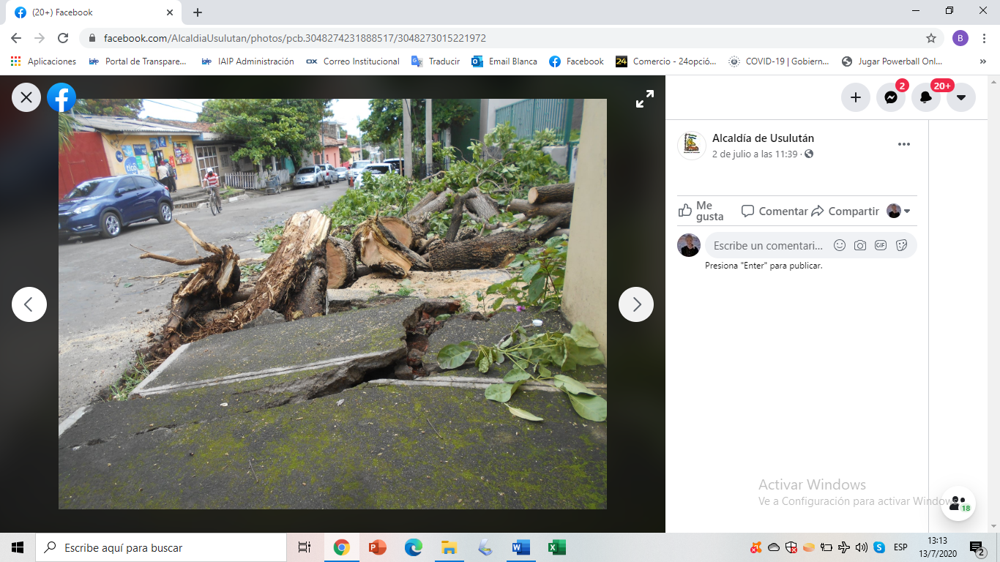 (20+) Facebook
facebook.com/AlcaldiaUsulutan/photos/pcb.3048274231888517/3048273015221972
B
Aplicaciones
Portal de Transpare...
IAIP Administración
Correo Institucional
Traducir
Email Blanca
Facebook
24
Comercio - 24opció...
COVID-19 | Gobiern...
Jugar Powerball Onl...
2
20+
Alcaldía de Usulután
2 de julio a las 11:39 ·
Me gusta
Comentar
Compartir
Escribe un comentari...
GIF
Presiona "Enter" para publicar.
tigo
Activar Windows
Ve a Configuración para activar Windows
18
Escribe aquí para buscar
ESP
13:13
13/7/2020
2